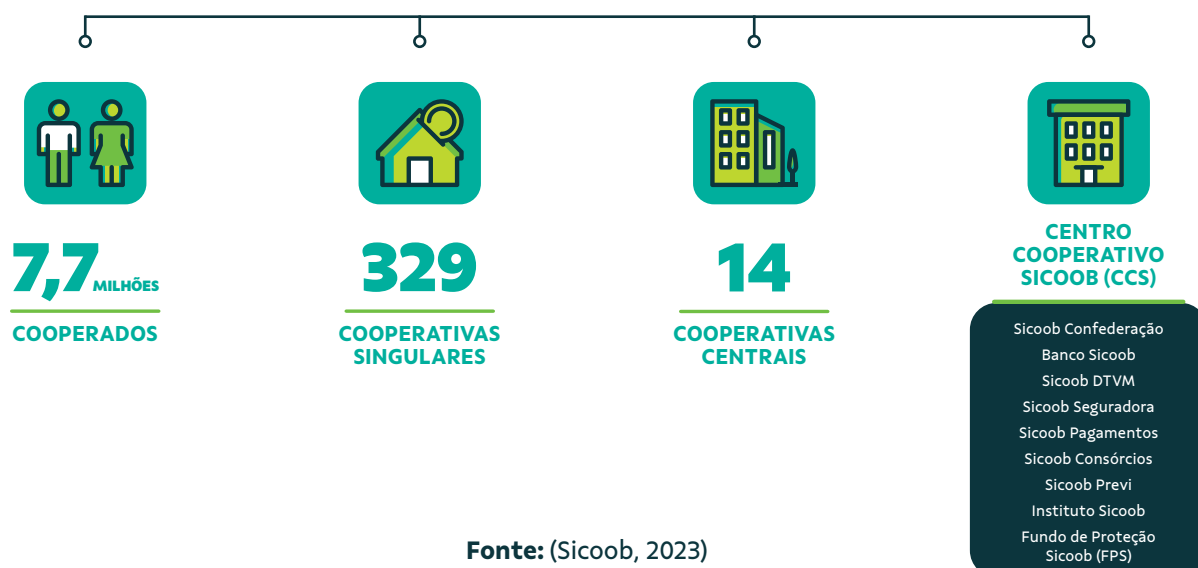 7,7 MILHÕES
COOPERADOS
329
COOPERATIVAS
SINGULARES
14
COOPERATIVAS
CENTRAIS
CENTRO
COOPERATIVO
SICOOB (CCS)
Sicoob Confederação
Banco Sicoob
Sicoob DTVM
Sicoob Seguradora
Sicoob Pagamentos
Sicoob Consórcios
Sicoob Previ
Instituto Sicoob
Fundo de Proteção
Sicoob (FPS)
Fonte: (Sicoob, 2023)